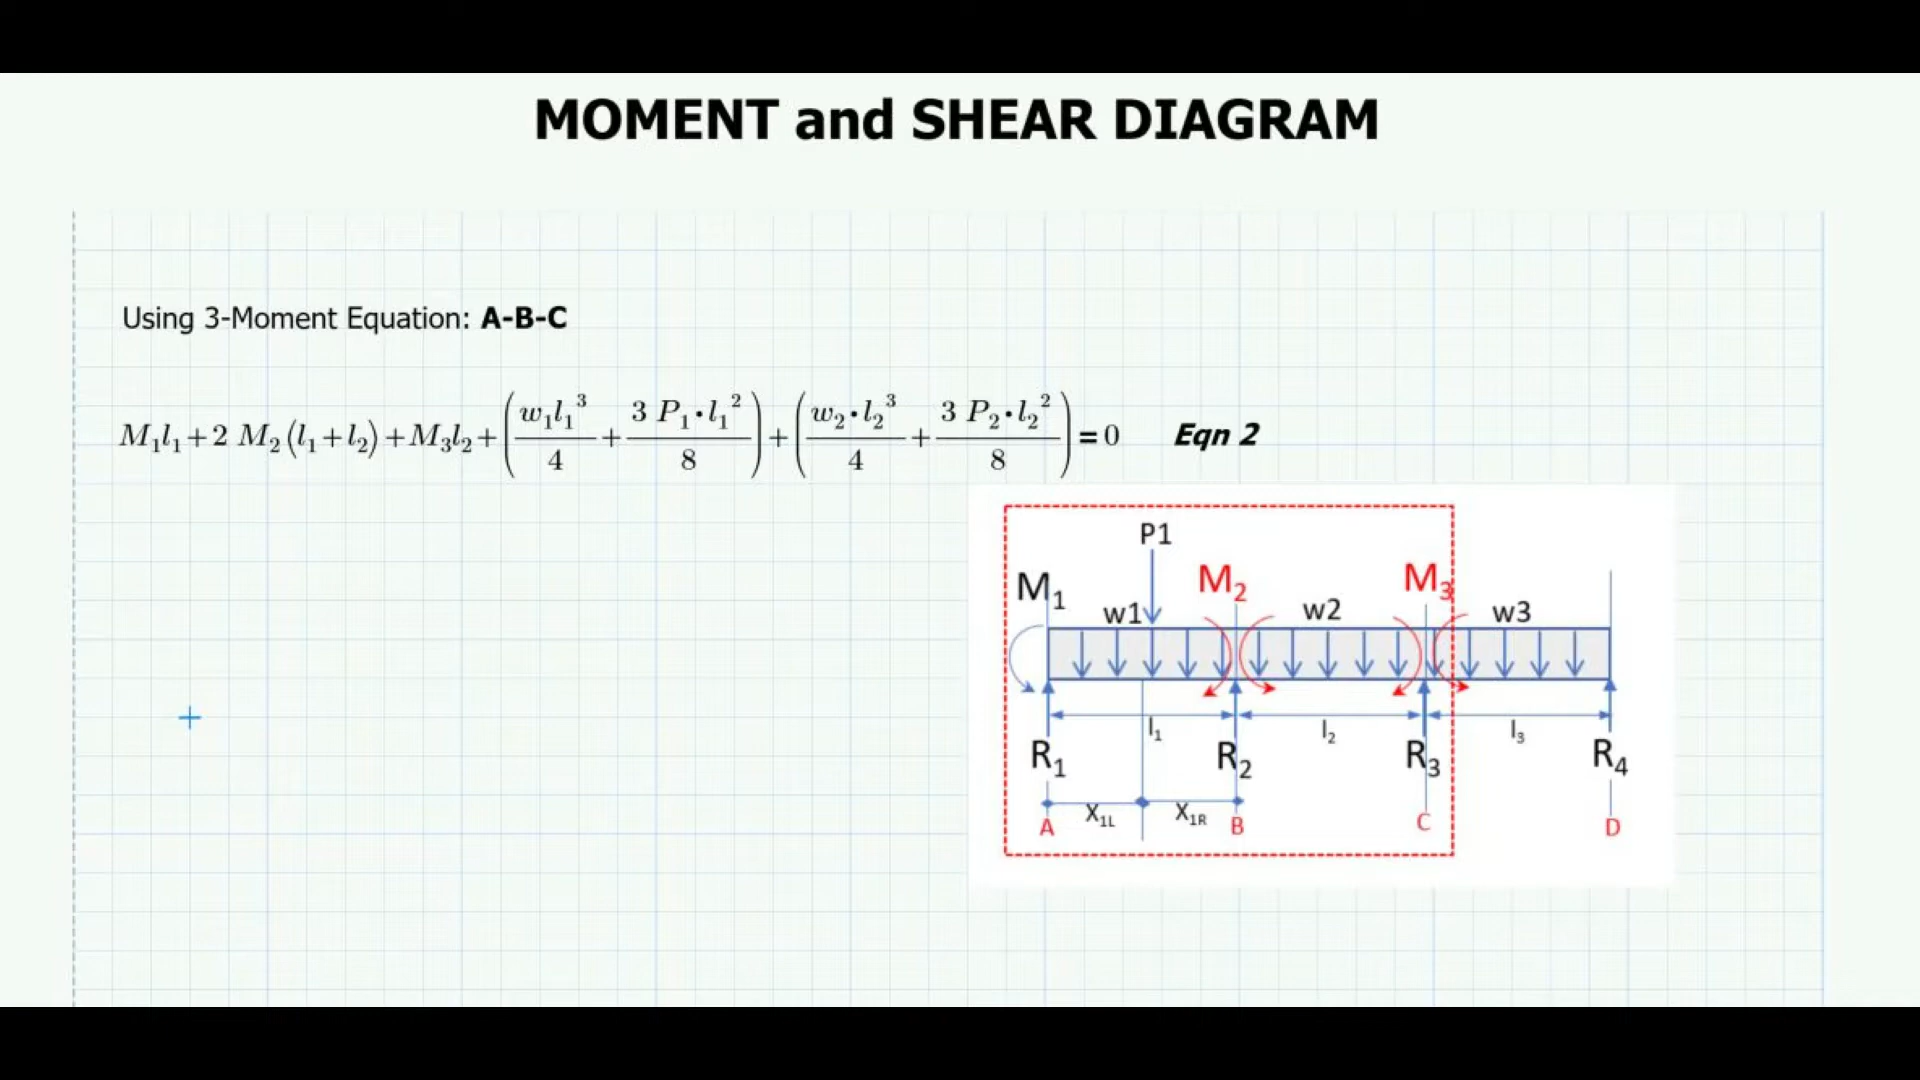 MOMENT and SHEAR DIAGRAM
Using 3-Moment Equation: A-B-C
M₁l₁+2 M₂(l₁+l₂)+M₃l₂+(w₁l₁³/4+3 P₁·l₁²/8)+(w₂·l₂³/4+3 P₂·l₂²/8)=0 Eqn 2
P1
M₁ M₂ M₃
w1 w2 w3
l₁ l₂ l₃
R₁ R₂ R₃ R₄
X₁L X₁R
A B C D